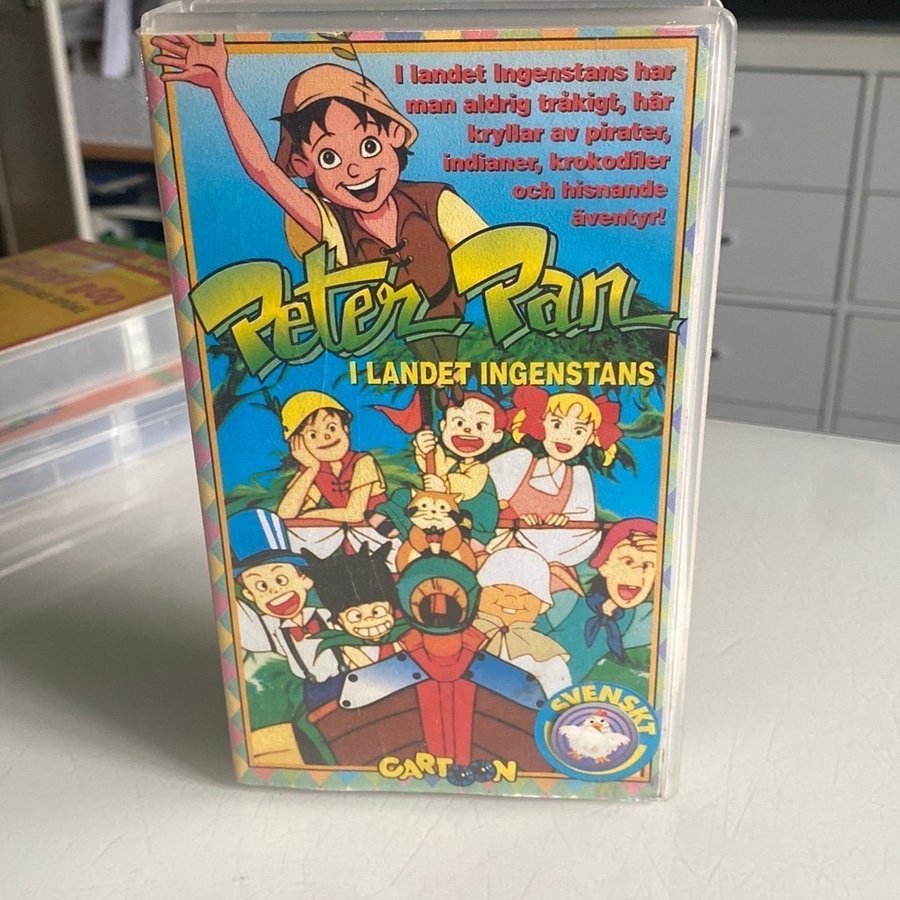 I landet Ingenstans har
man aldrig tråkigt, här
kryllar av pirater,
indianer, krokodiler
och hisnande
äventyr!
Peter Pan
I LANDET INGENSTANS
SVENSKT
CARTOON